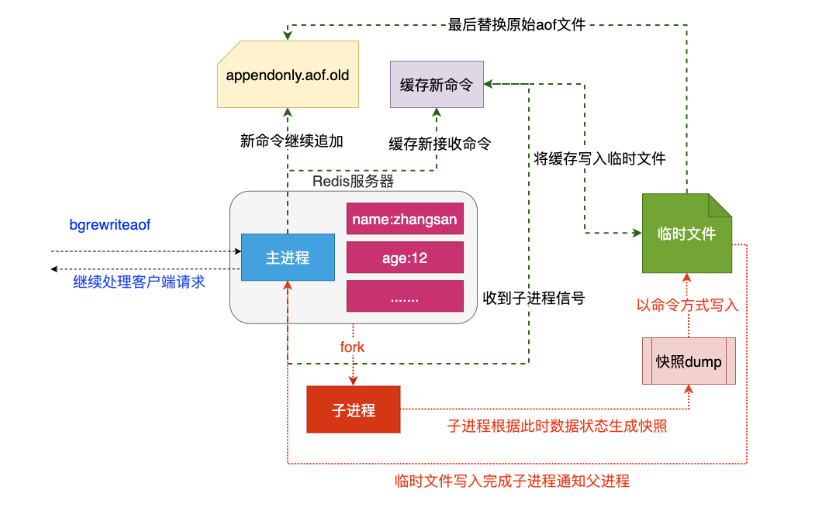 最后替换原始aof文件
appendonly.aof.old
缓存新命令
新命令继续追加
缓存新接收命令
将缓存写入临时文件
Redis服务器
bgrewriteaof
继续处理客户端请求
主进程
name:zhangsan
age:12
.......
临时文件
收到子进程信号
以命令方式写入
fork
快照dump
子进程
子进程根据此时数据状态生成快照
临时文件写入完成子进程通知父进程